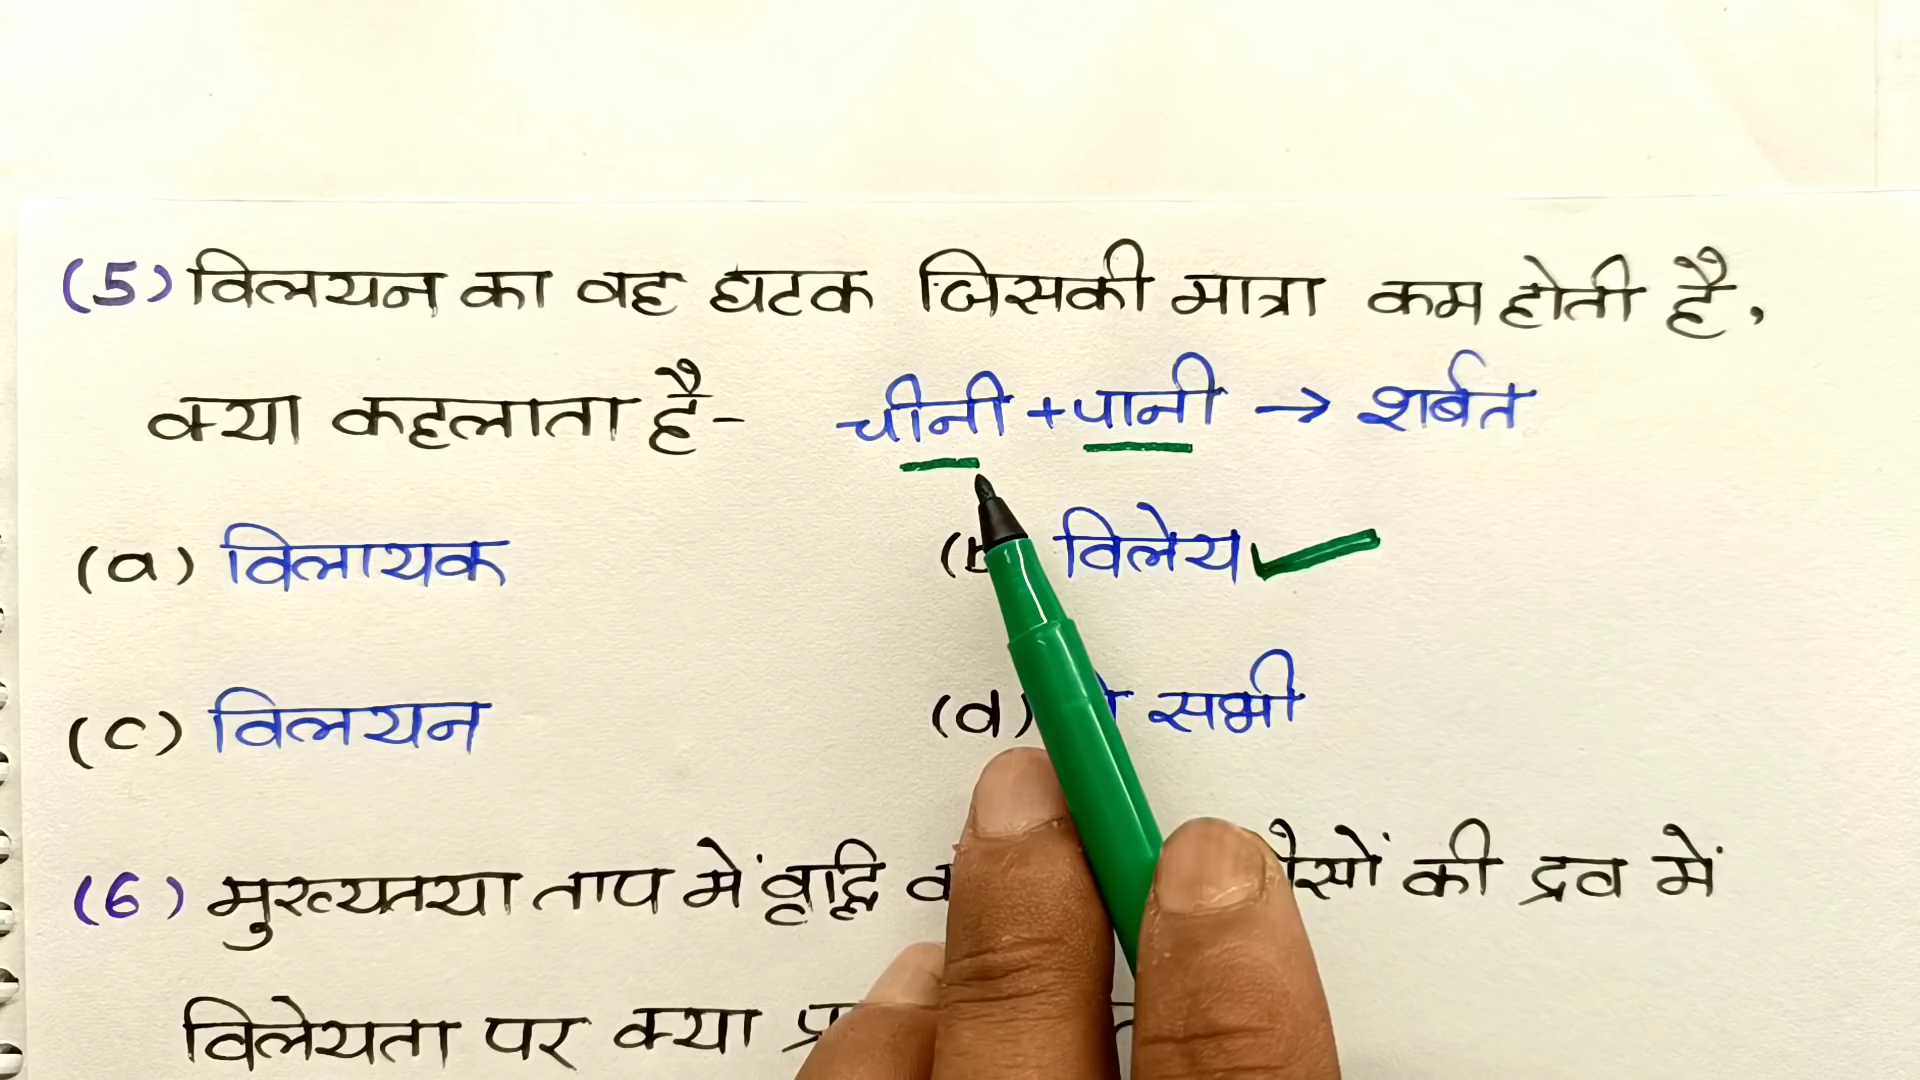 (5) विलयन का वह घटक जिसकी मात्रा कम होती है,
क्या कहलाता है- चीनी + पानी → शर्बत
(a) विलायक (b) विलेय ✓
(c) विलयन (d) सभी
(6) मुख्यतया ताप में वृद्धि की द्रव में
विलेयता पर क्या